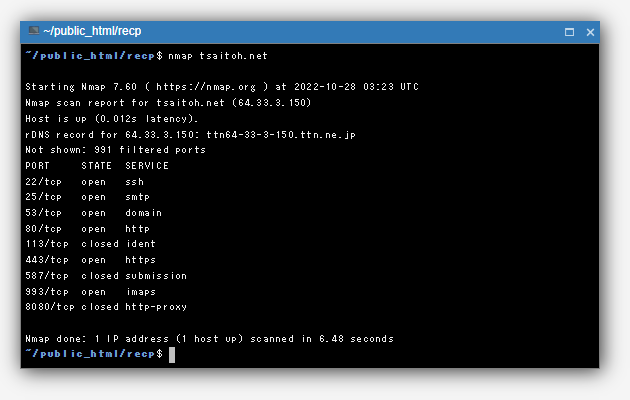 ~/public_html/recp
~/public_html/recp$ nmap tsaitoh.net
Starting Nmap 7.60 ( https://nmap.org ) at 2022-10-28 03:23 UTC
Nmap scan report for tsaitoh.net (64.33.3.150)
Host is up (0.012s latency).
rDNS record for 64.33.3.150: ttn64-33-3-150.ttn.ne.jp
Not shown: 991 filtered ports
PORT     STATE  SERVICE
22/tcp   open   ssh
25/tcp   open   smtp
53/tcp   open   domain
80/tcp   open   http
113/tcp  closed ident
443/tcp  open   https
587/tcp  closed submission
993/tcp  open   imaps
8080/tcp closed http-proxy
Nmap done: 1 IP address (1 host up) scanned in 6.48 seconds
~/public_html/recp$